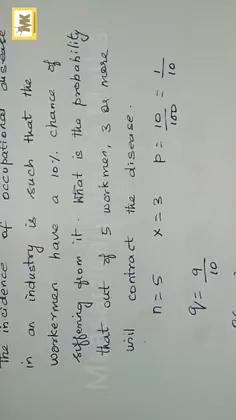 The incidence of occupational disease
in an industry is such that the
workermen have a 10% chance of
suffering from it. What is the probability
that out of 5 workmen, 3 or more
will contract the disease.
n = 5 x = 3 p = 10/100 = 1/10
q = 9/10